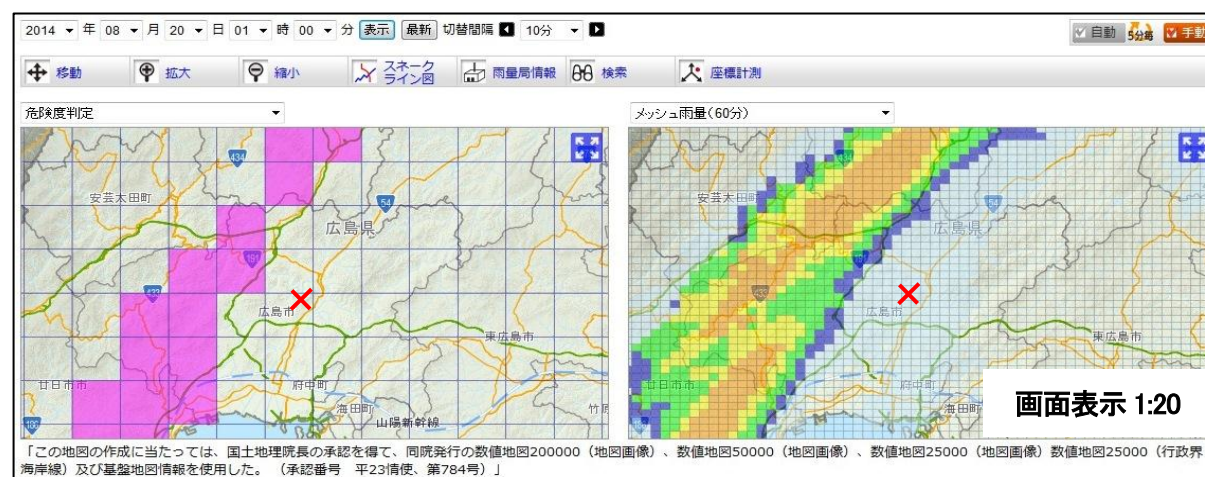 2014 年 08 月 20 日 01 時 00 分 表示 最新 切替間隔 10分 自動 5分毎 手動
移動 拡大 縮小 スネークライン図 雨量局情報 検索 座標計測
危険度判定 メッシュ雨量(60分)
434
434
安芸太田町
安芸太田
54
54
広島県
広島県
191
191
433
433
広島市
広島市
東広島市
東広島市
廿日市市
廿日市市
府中町
府中町
海田町
海田町
竹原
186
山陽新幹線
画面表示 1:20
「この地図の作成に当たっては、国土地理院長の承認を得て、同院発行の数値地図200000（地図画像）、数値地図50000（地図画像）、数値地図25000（地図画像）数値地図25000（行政界
海岸線）及び基盤地図情報を使用した。 （承認番号 平23情使、第784号）」